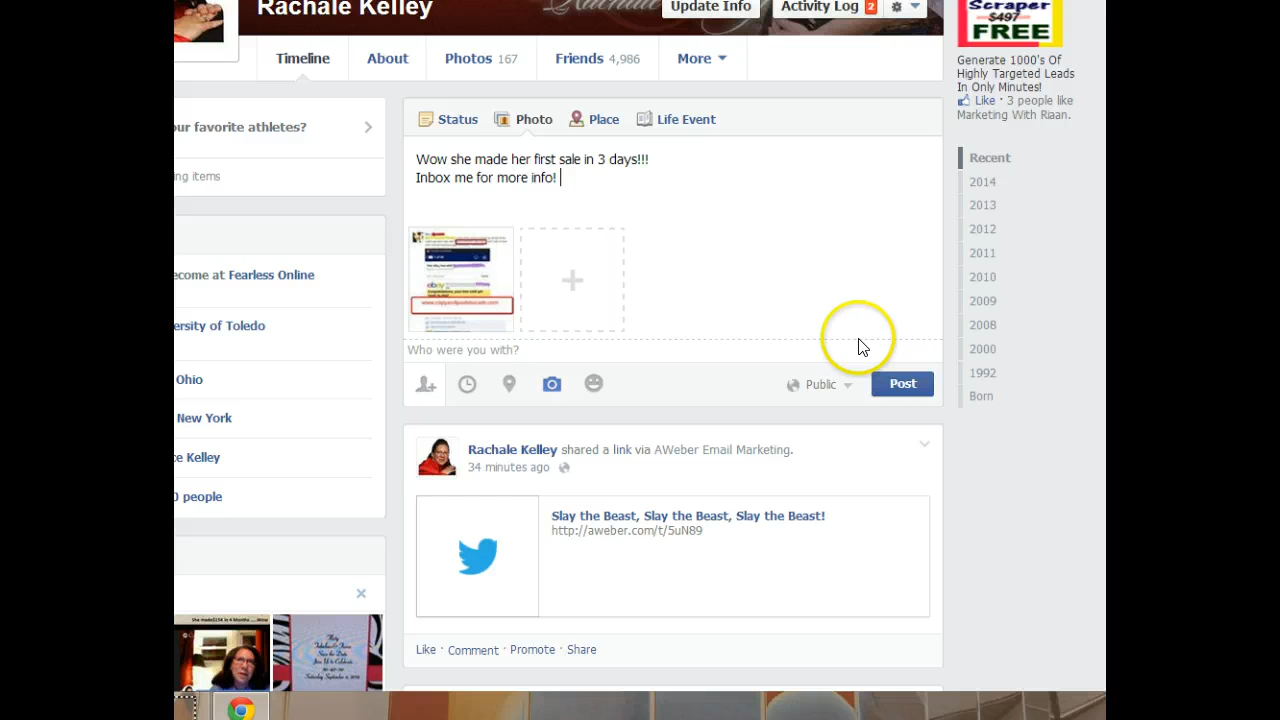 Rachale Kelley
Update Info
Activity Log 2
Scraper
$497
FREE
Timeline
About
Photos 167
Friends 4,986
More
Generate 1000's Of
Highly Targeted Leads
In Only Minutes!
Like · 3 people like
Marketing With Riaan.
our favorite athletes?
ing items
Status
Photo
Place
Life Event
Wow she made her first sale in 3 days!!!
Inbox me for more info!
ebay
Who were you with?
Public
Post
Recent
2014
2013
2012
2011
2010
2009
2008
2000
1992
Born
come at Fearless Online
ersity of Toledo
Ohio
New York
ce Kelley
0 people
Rachale Kelley shared a link via AWeber Email Marketing.
34 minutes ago
Slay the Beast, Slay the Beast, Slay the Beast!
http://aweber.com/t/5uN89
Like · Comment · Promote · Share